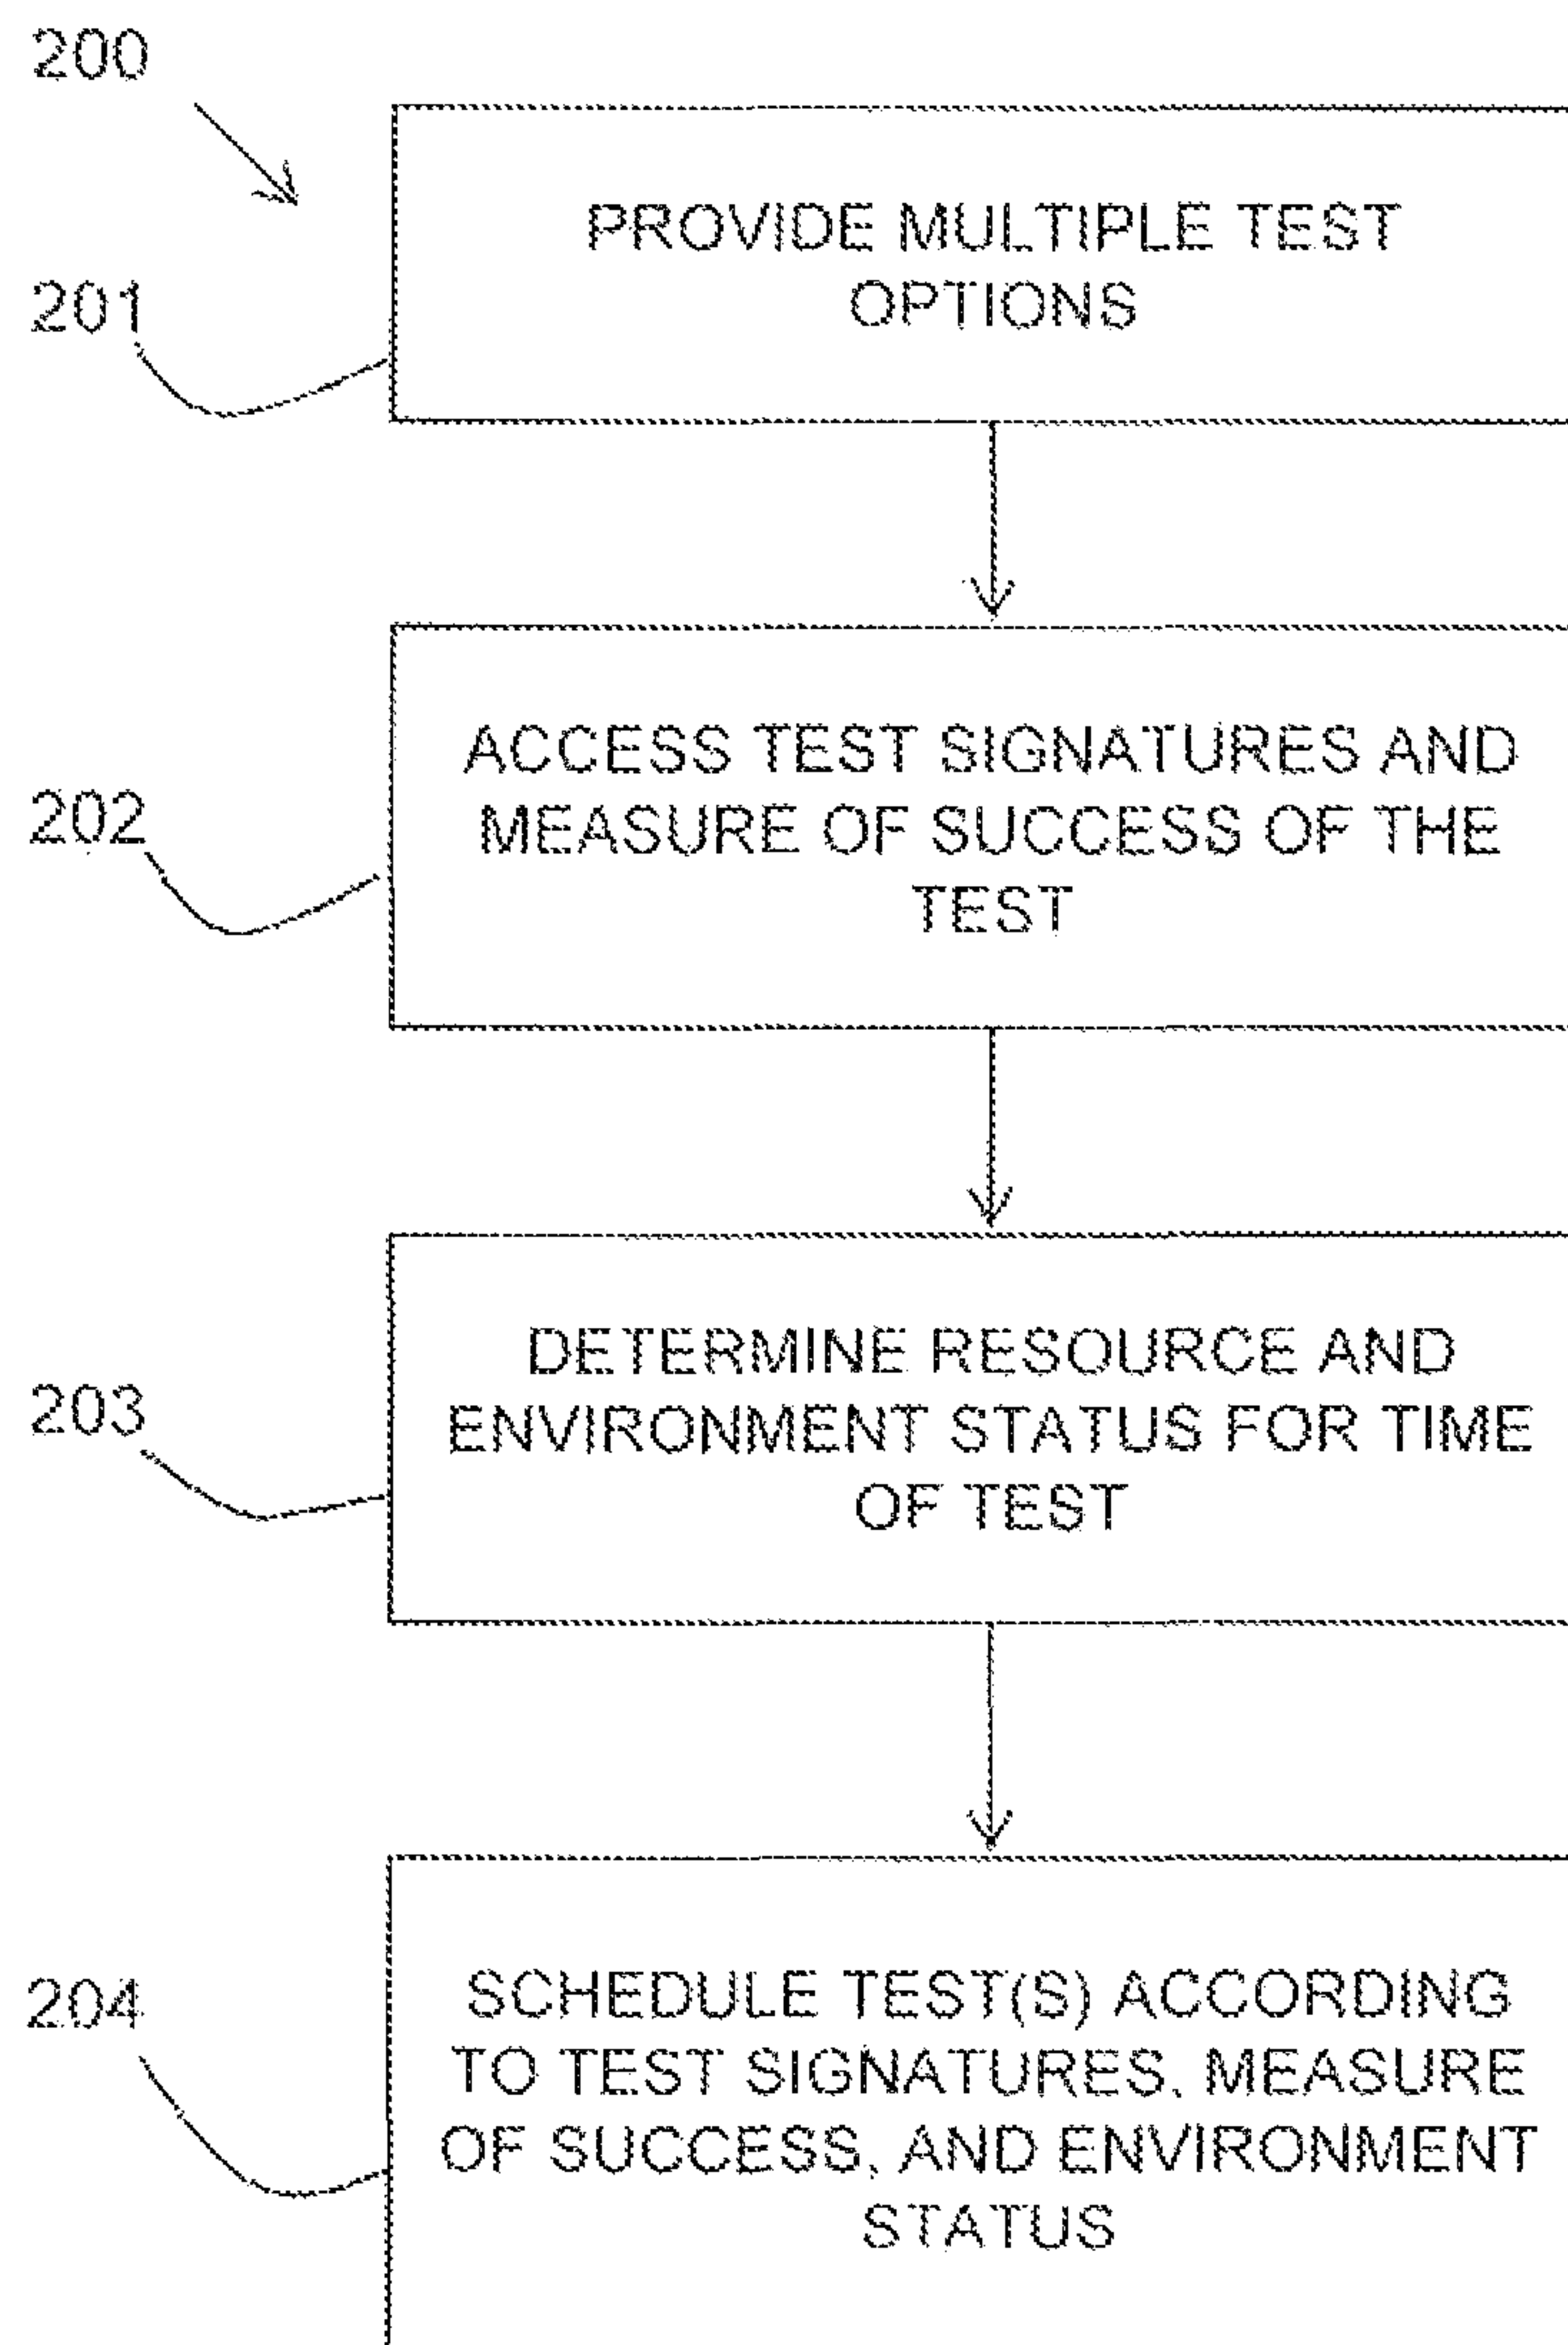 200
PROVIDE MULTIPLE TEST
OPTIONS
201
ACCESS TEST SIGNATURES AND
MEASURE OF SUCCESS OF THE
TEST
202
DETERMINE RESOURCE AND
ENVIRONMENT STATUS FOR TIME
OF TEST
203
SCHEDULE TEST(S) ACCORDING
TO TEST SIGNATURES, MEASURE
OF SUCCESS, AND ENVIRONMENT
STATUS
204